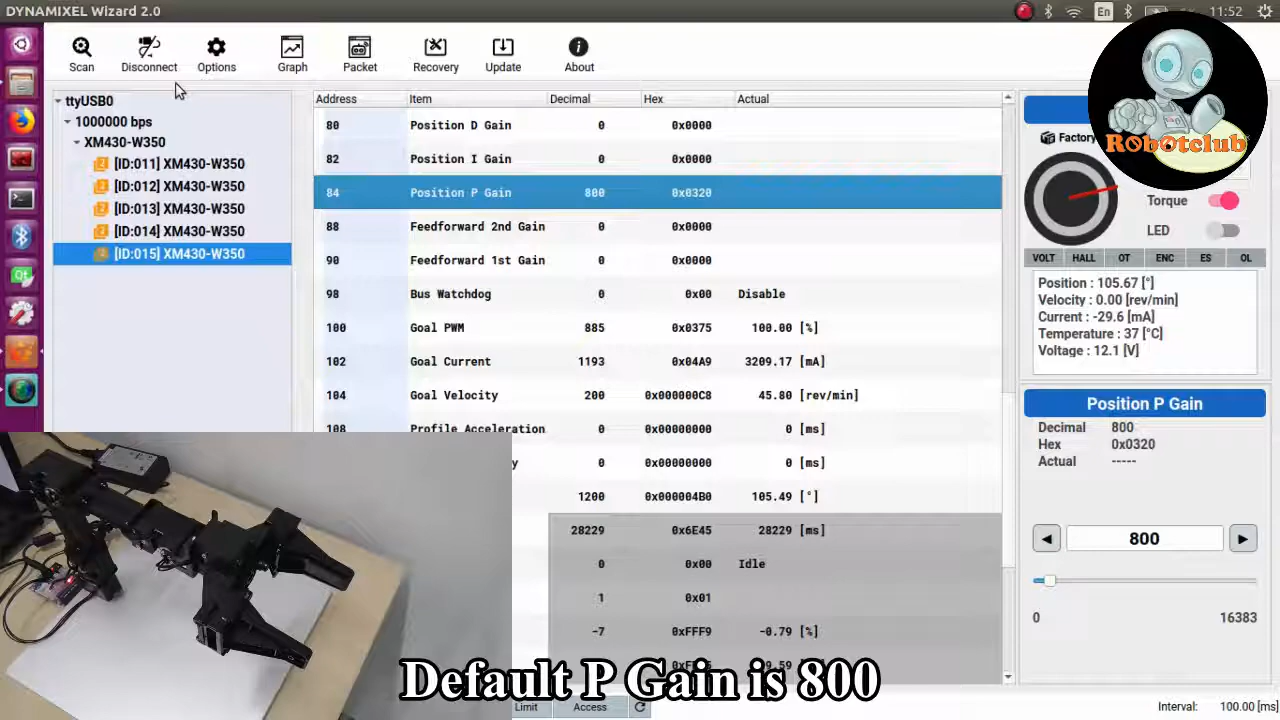 DYNAMIXEL Wizard 2.0
En
11:52
Scan
Disconnect
Options
Graph
Packet
Recovery
Update
About
Rob0tclub
ttyUSB0
1000000 bps
XM430-W350
[ID:011] XM430-W350
[ID:012] XM430-W350
[ID:013] XM430-W350
[ID:014] XM430-W350
[ID:015] XM430-W350
Address Item Decimal Hex Actual
80 Position D Gain 0 0x0000
82 Position I Gain 0 0x0000
84 Position P Gain 800 0x0320
88 Feedforward 2nd Gain 0 0x0000
90 Feedforward 1st Gain 0 0x0000
98 Bus Watchdog 0 0x00 Disable
100 Goal PWM 885 0x0375 100.00 [%]
102 Goal Current 1193 0x04A9 3209.17 [mA]
104 Goal Velocity 200 0x000000C8 45.80 [rev/min]
108 Profile Acceleration 0 0x00000000 0 [ms]
0 0x00000000 0 [ms]
1200 0x000004B0 105.49 [°]
28229 0x6E45 28229 [ms]
0 0x00 Idle
1 0x01
-7 0xFFF9 -0.79 [%]
Factory
Torque
LED
VOLT HALL OT ENC ES OL
Position : 105.67 [°]
Velocity : 0.00 [rev/min]
Current : -29.6 [mA]
Temperature : 37 [°C]
Voltage : 12.1 [V]
Position P Gain
Decimal 800
Hex 0x0320
Actual -----
800
0 16383
Default P Gain is 800
Limit
Access
Interval: 100.00 [ms]